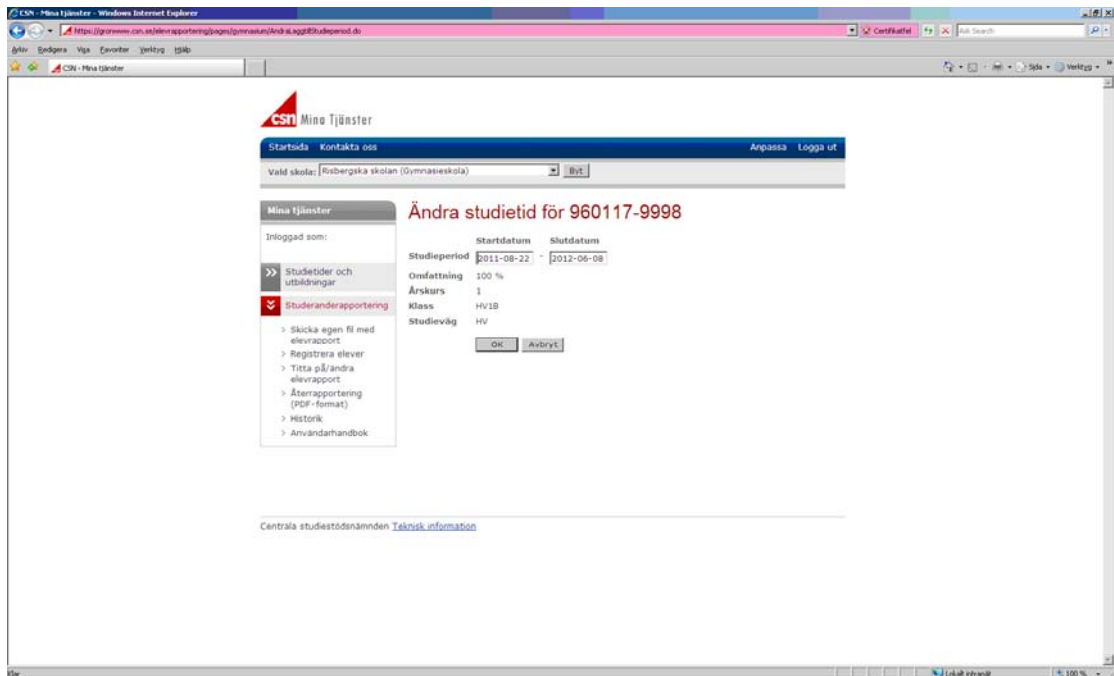 CSN - Mina tjänster - Windows Internet Explorer
Certifikatfel
Ask Search
Arkiv Redigera Visa Favoriter Verktyg Hjälp
CSN - Mina tjänster
Sida Verktyg
csn Mina Tjänster
Startsida Kontakta oss Anpassa Logga ut
Vald skola: Risbergska skolan (Gymnasieskola) Byt
Mina tjänster
Inloggad som:
Studietider och
utbildningar
Studeranderapportering
> Skicka egen fil med
elevrapport
> Registrera elever
> Titta på/ändra
elevrapport
> Återrapportering
(PDF-format)
> Historik
> Användarhandbok
Ändra studietid för 960117-9998
Startdatum Slutdatum
Studieperiod 2011-08-22 - 2012-06-08
Omfattning 100 %
Årskurs 1
Klass HV1B
Studieväg HV
OK Avbryt
Centrala studiestödsnämnden Teknisk information
Klar
Lokalt intranät 100 %